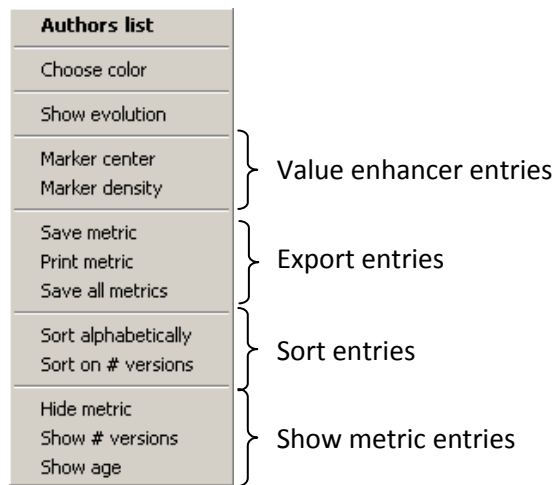 Authors list
Choose color
Show evolution
Marker center
Marker density
Value enhancer entries
Save metric
Print metric
Save all metrics
Export entries
Sort alphabetically
Sort on # versions
Sort entries
Hide metric
Show # versions
Show age
Show metric entries